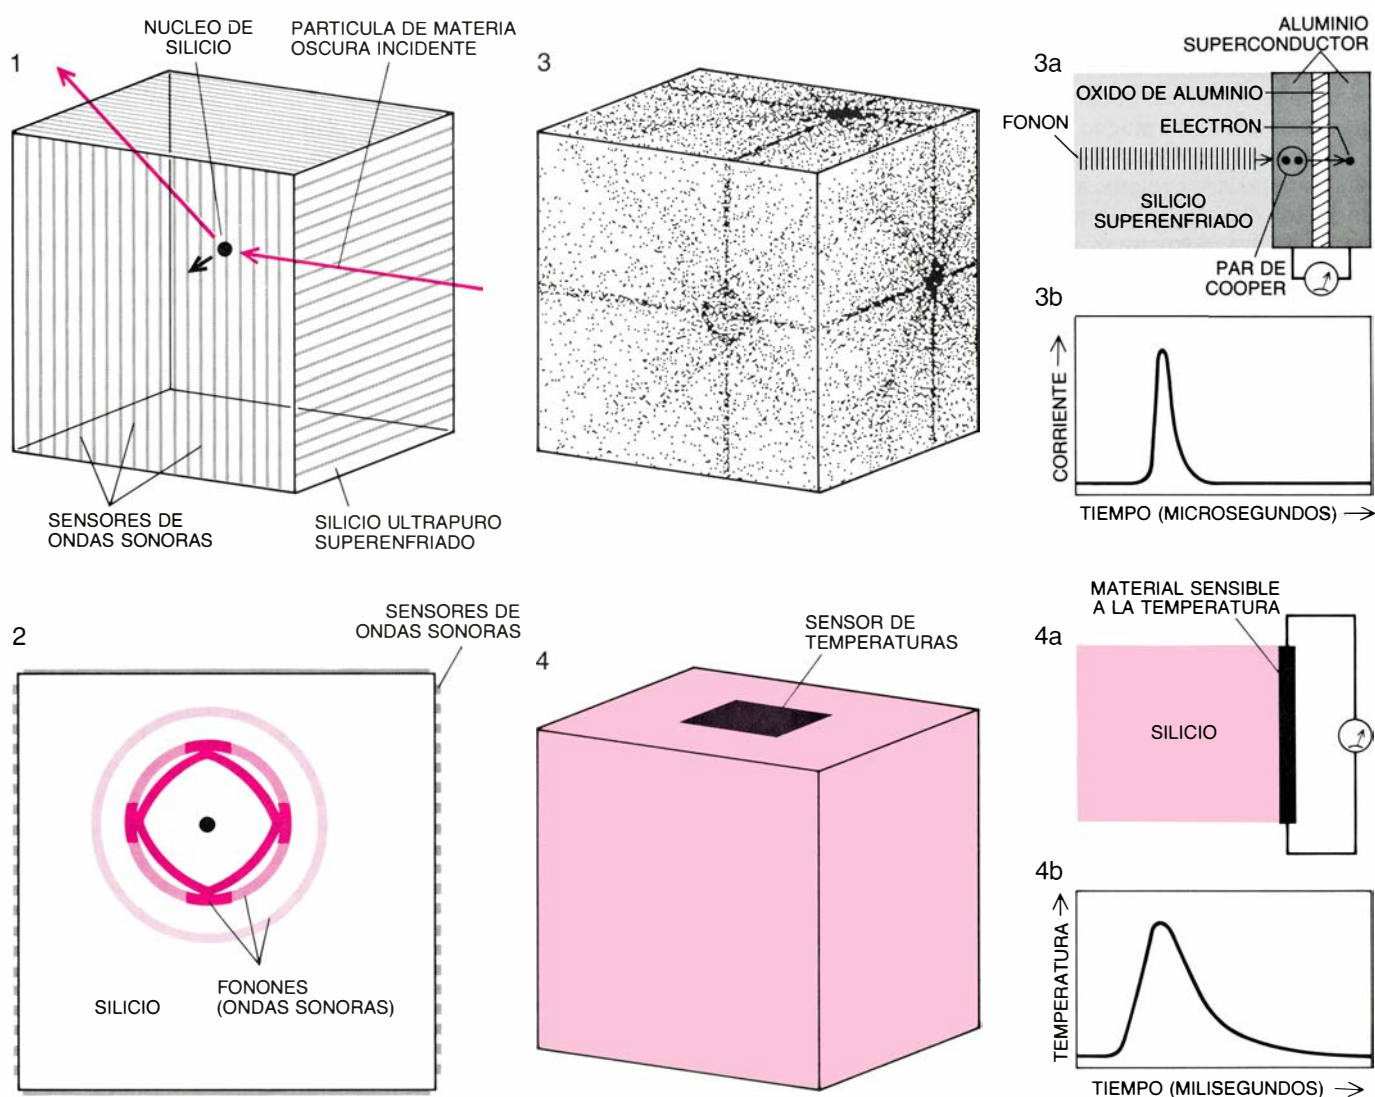 1
NUCLEO DE
SILICIO
PARTICULA DE MATERIA
OSCURA INCIDENTE
SENSORES DE
ONDAS SONORAS
SILICIO ULTRAPURO
SUPERENFRIADO
3
3a
ALUMINIO
SUPERCONDUCTOR
OXIDO DE ALUMINIO
FONON
ELECTRON
SILICIO
SUPERENFRIADO
PAR DE
COOPER
3b
CORRIENTE
TIEMPO (MICROSEGUNDOS)
2
SENSORES DE
ONDAS SONORAS
SILICIO
FONONES
(ONDAS SONORAS)
4
SENSOR DE
TEMPERATURAS
4a
MATERIAL SENSIBLE
A LA TEMPERATURA
SILICIO
4b
TEMPERATURA
TIEMPO (MILISEGUNDOS)